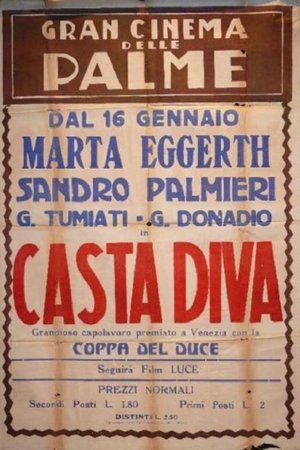 GRAN CINEMA
DELLE
PALME
DAL 16 GENNAIO
MARTA EGGERTH
SANDRO PALMIERI
G. TUMIATI - G. DONADIO
in
CASTA DIVA
Grandioso capolavoro premiato a Venezia con la
COPPA DEL DUCE
Seguirà Film LUCE
PREZZI NORMALI
Secondi Posti L. 1.80 Primi Posti L. 2
DISTINTI L. 2.50